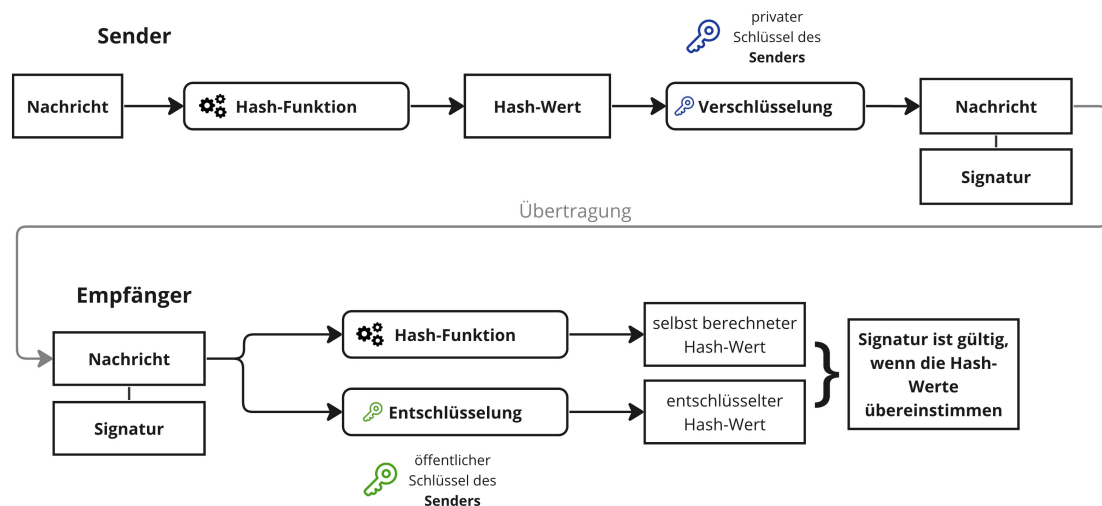 Sender
privater
Schlüssel des
Senders
Nachricht
Hash-Funktion
Hash-Wert
Verschlüsselung
Nachricht
Signatur
Übertragung
Empfänger
Nachricht
Signatur
Hash-Funktion
Entschlüsselung
öffentlicher
Schlüssel des
Senders
selbst berechneter
Hash-Wert
entschlüsselter
Hash-Wert
}
Signatur ist gültig,
wenn die Hash-
Werte
übereinstimmen